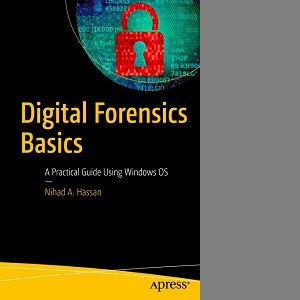 Digital Forensics
Basics
A Practical Guide Using Windows OS
—
Nihad A. Hassan
Apress®